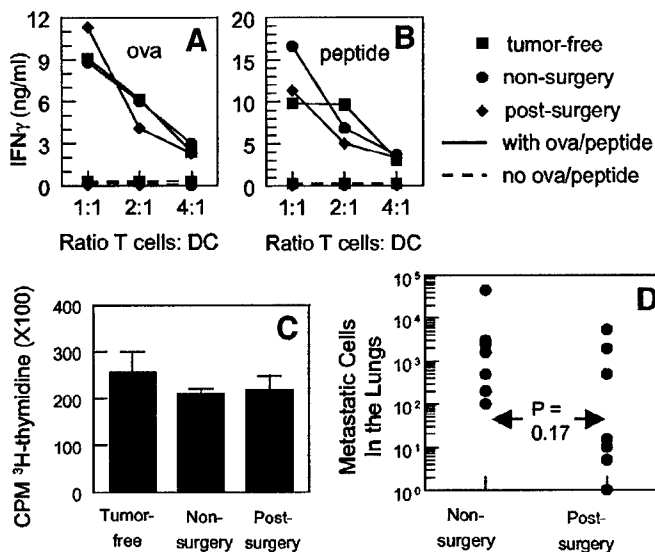 A
ova
IFNγ (ng/ml)
12
9
6
3
0
1:1 2:1 4:1
Ratio T cells: DC
B
peptide
20
15
10
5
0
1:1 2:1 4:1
Ratio T cells: DC
tumor-free
non-surgery
post-surgery
with ova/peptide
no ova/peptide
C
CPM ³H-thymidine (X100)
400
300
200
100
0
Tumor-
free
Non-
surgery
Post-
surgery
D
Metastatic Cells
In the Lungs
10⁵
10⁴
10³
10²
10¹
10⁰
P =
0.17
Non-
surgery
Post-
surgery